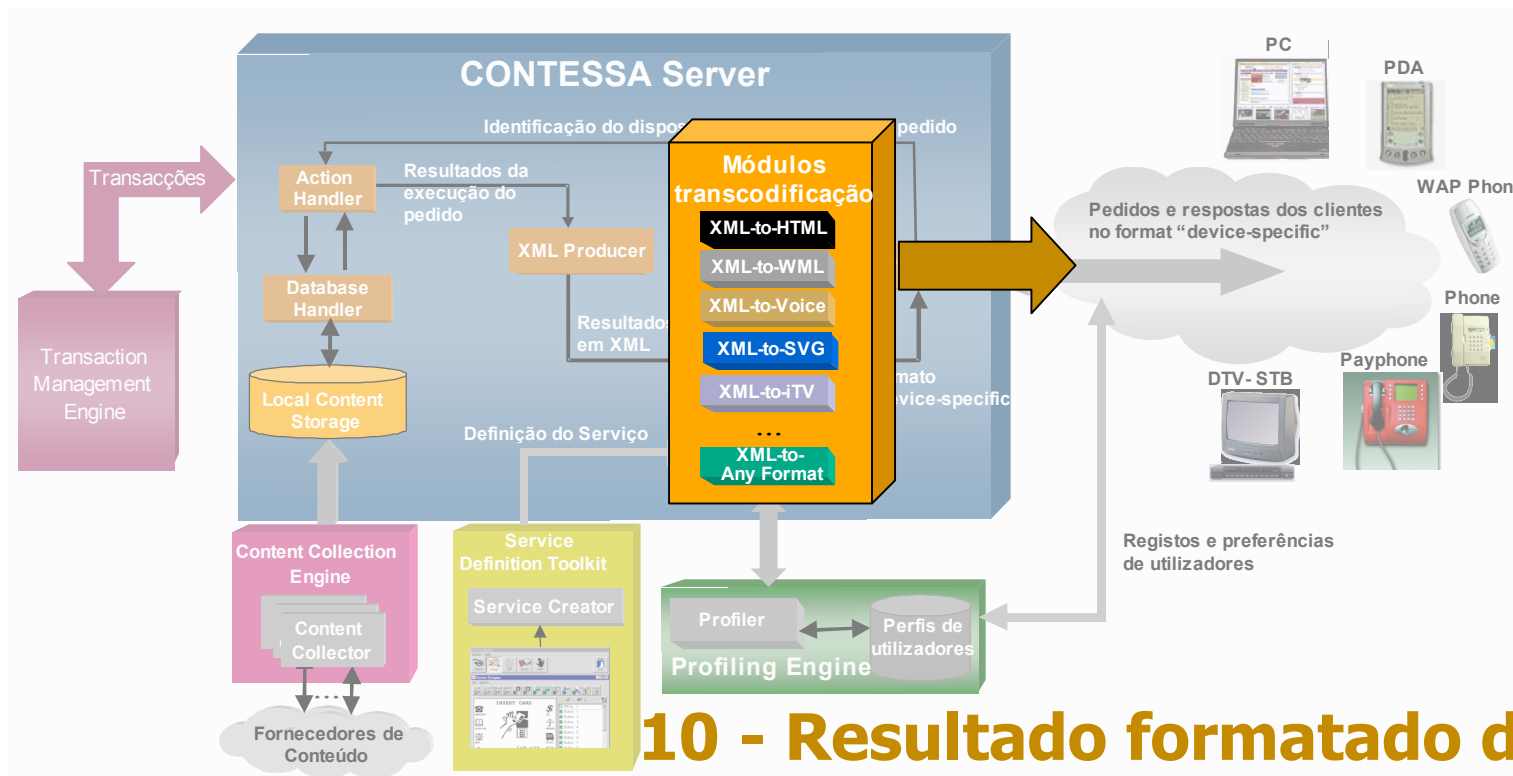 CONTESSA Server
PC
PDA
WAP Phon
Phone
Payphone
DTV- STB
Identificação do dispos
pedido
Transacções
Action
Handler
Resultados da
execução do
pedido
XML Producer
Database
Handler
Resultados
em XML
Local Content
Storage
Definição do Serviço
mato
evice-specific
Módulos
transcodificação
XML-to-HTML
XML-to-WML
XML-to-Voice
XML-to-SVG
XML-to-iTV
...
XML-to-
Any Format
Pedidos e respostas dos clientes
no format “device-specific”
Transaction
Management
Engine
Content Collection
Engine
Content
Collector
...
Fornecedores de
Conteúdo
Service
Definition Toolkit
Service Creator
INSERT CARD
Profiler
Perfis de
utilizadores
Profiling Engine
Registos e preferências
de utilizadores
10 - Resultado formatado d